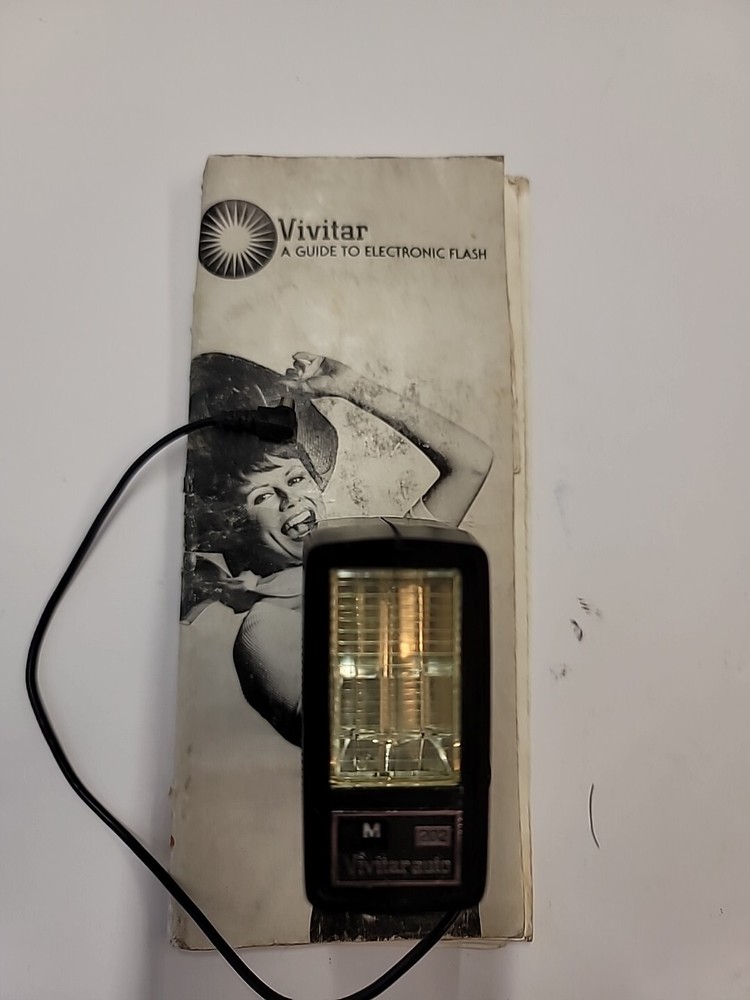 Vivitar
A GUIDE TO ELECTRONIC FLASH
M 202
Vivitar auto